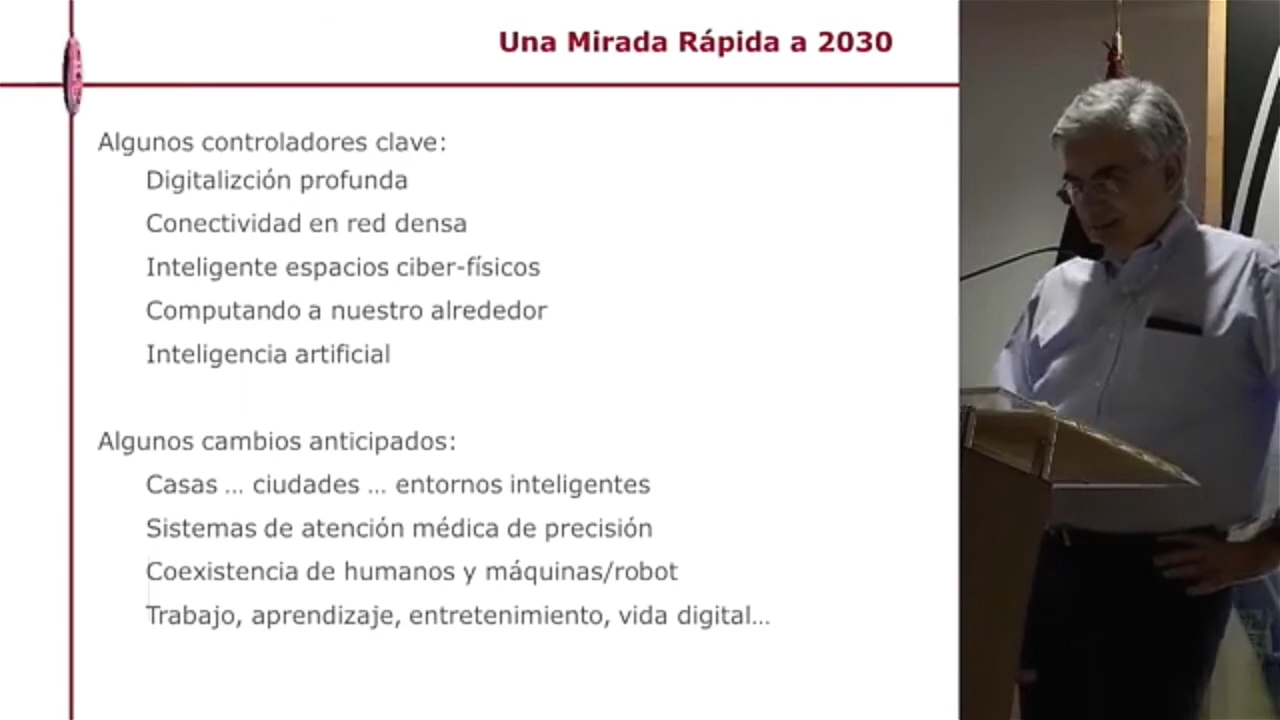 Una Mirada Rápida a 2030
Algunos controladores clave:
Digitalizción profunda
Conectividad en red densa
Inteligente espacios ciber-físicos
Computando a nuestro alrededor
Inteligencia artificial
Algunos cambios anticipados:
Casas ... ciudades ... entornos inteligentes
Sistemas de atención médica de precisión
Coexistencia de humanos y máquinas/robot
Trabajo, aprendizaje, entretenimiento, vida digital...